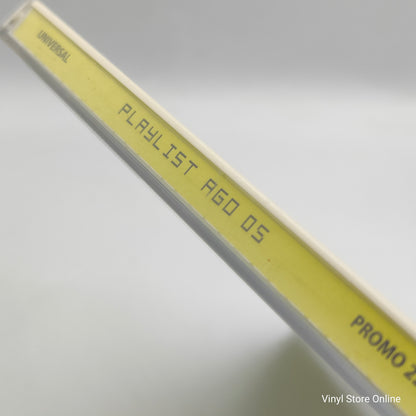 UNIVERSAL
PLAYLIST AGO 05
PROMO
Vinyl Store Online